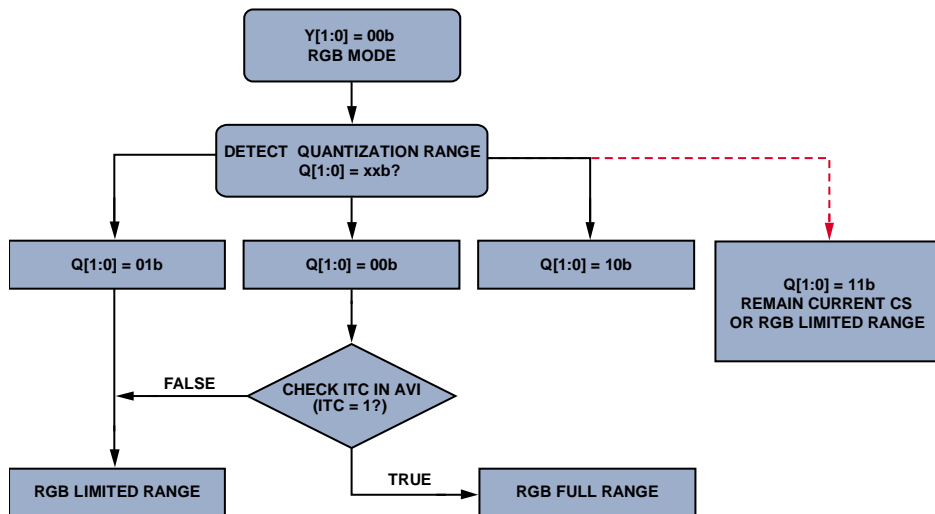 Y[1:0] = 00b
RGB MODE
DETECT QUANTIZATION RANGE
Q[1:0] = xxb?
Q[1:0] = 01b
Q[1:0] = 00b
Q[1:0] = 10b
Q[1:0] = 11b
REMAIN CURRENT CS
OR RGB LIMITED RANGE
FALSE
CHECK ITC IN AVI
(ITC = 1?)
TRUE
RGB LIMITED RANGE
RGB FULL RANGE